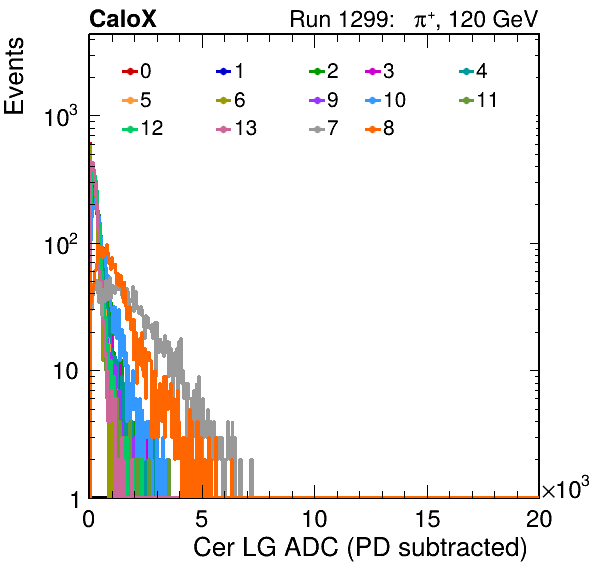 CaloX Run 1299: π⁺, 120 GeV
Events
0 1 2 3 4
5 6 9 10 11
12 13 7 8
10³
10²
10
1
0 5 10 15 20
×10³
Cer LG ADC (PD subtracted)